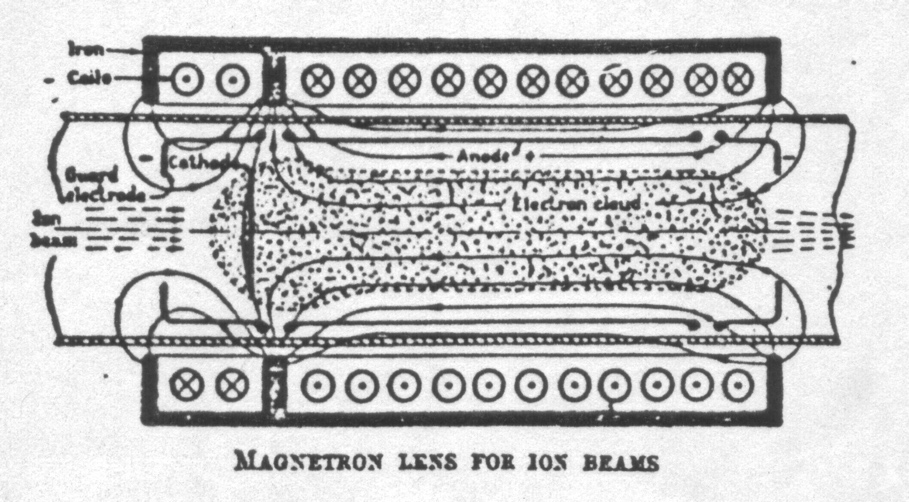 Iron
Coils
Cathode
Anode +
Guard
electrode
Electron cloud
Ion
beam
MAGNETRON LENS FOR ION BEAMS